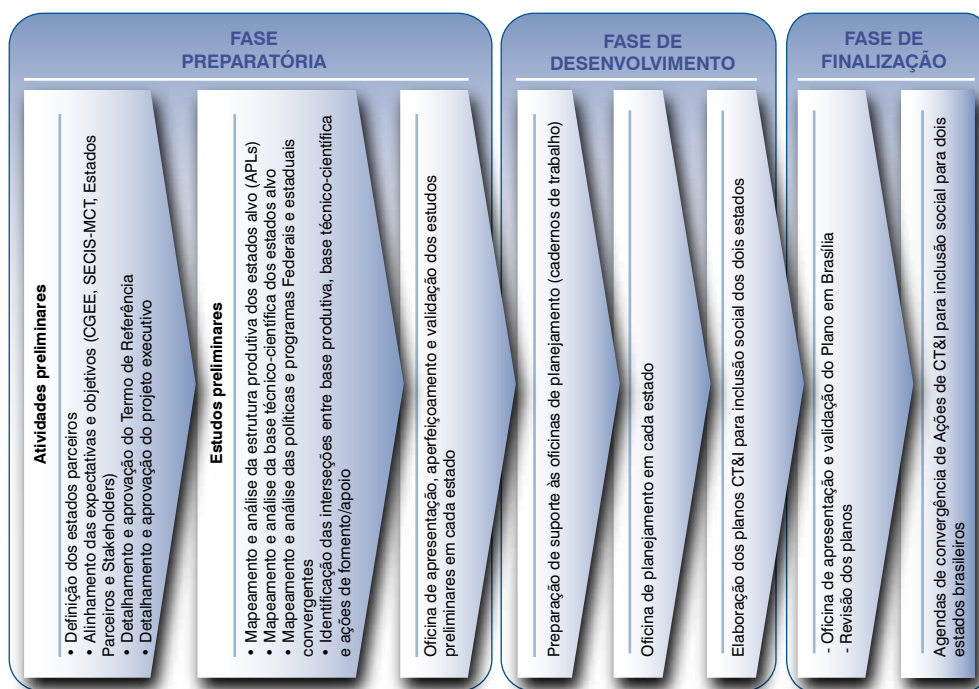 FASE
PREPARATÓRIA
Atividades preliminares
• Definição dos estados parceiros
• Alinhamento das expectativas e objetivos (CGEE, SECIS-MCT, Estados
Parceiros e Stakeholders)
• Detalhamento e aprovação do Termo de Referência
• Detalhamento e aprovação do projeto executivo
Estudos preliminares
• Mapeamento e análise da estrutura produtiva dos estados alvo (APLs)
• Mapeamento e análise da base técnico-científica dos estados alvo
• Mapeamento e análise das políticas e programas Federais e estaduais
convergentes
• Identificação das interseções entre base produtiva, base técnico-científica
e ações de fomento/apoio
Oficina de apresentação, aperfeiçoamento e validação dos estudos
preliminares em cada estado
FASE DE
DESENVOLVIMENTO
Preparação de suporte às oficinas de planejamento (cadernos de trabalho)
Oficina de planejamento em cada estado
Elaboração dos planos CT&I para inclusão social dos dois estados
FASE DE
FINALIZAÇÃO
- Oficina de apresentação e validação do Plano em Brasília
- Revisão dos planos
Agendas de convergência de Ações de CT&I para inclusão social para dois
estados brasileiros